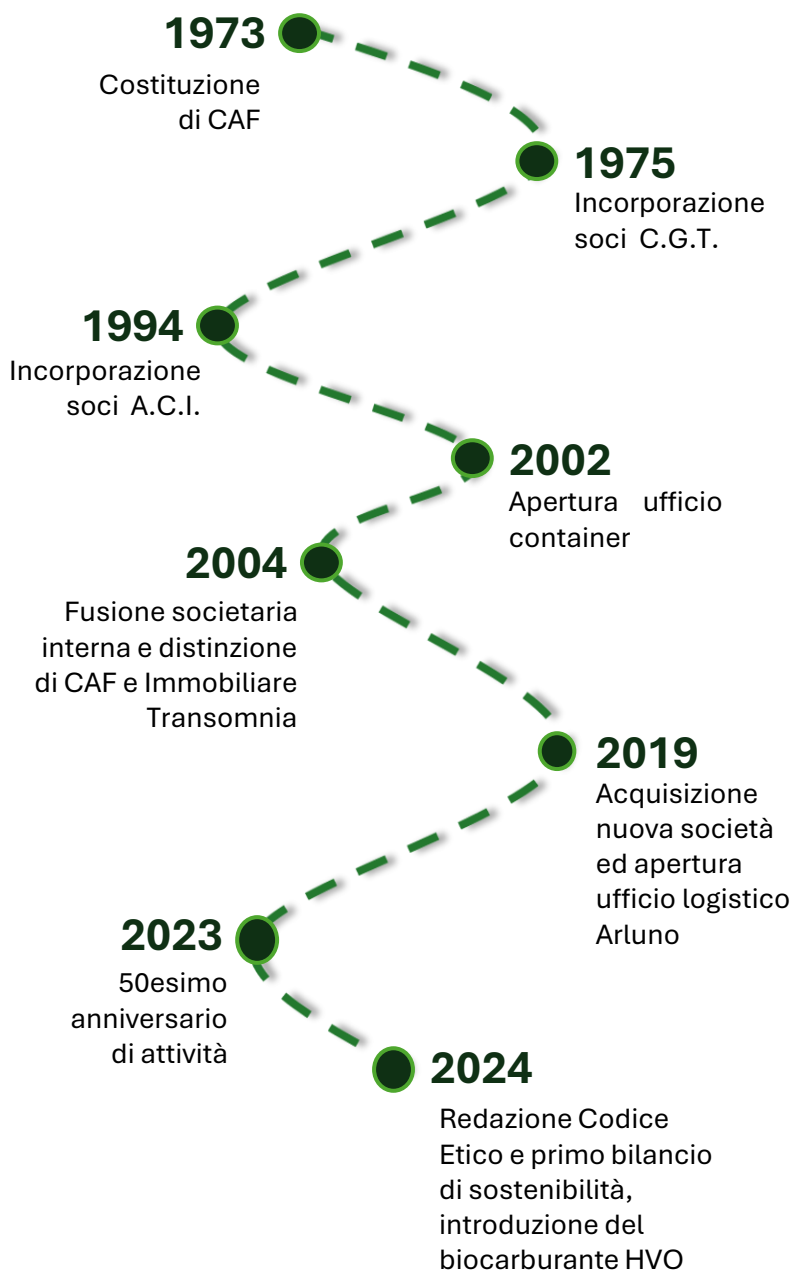 1973
Costituzione
di CAF
1975
Incorporazione
soci C.G.T.
1994
Incorporazione
soci A.C.I.
2002
Apertura ufficio
container
2004
Fusione societaria
interna e distinzione
di CAF e Immobiliare
Transomnia
2019
Acquisizione
nuova società
ed apertura
ufficio logistico
Arluno
2023
50esimo
anniversario
di attività
2024
Redazione Codice
Etico e primo bilancio
di sostenibilità,
introduzione del
biocarburante HVO